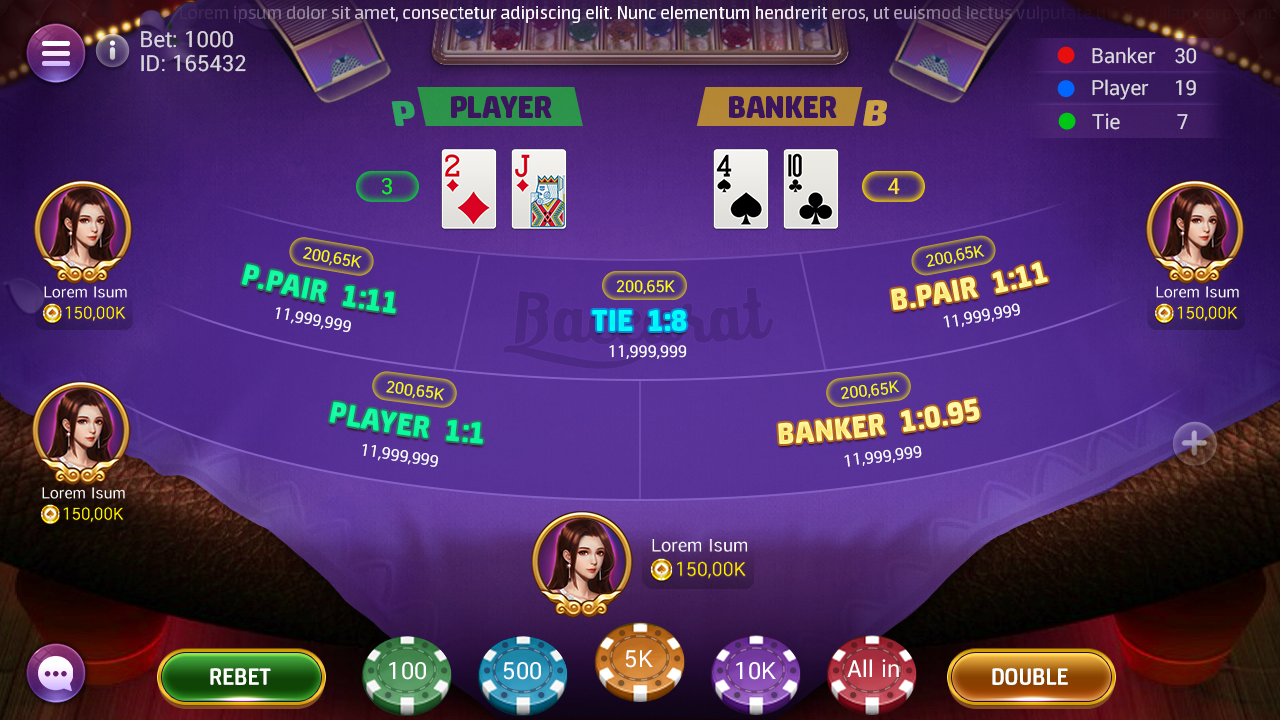 Lorem ipsum dolor sit amet, consectetur adipiscing elit. Nunc elementum hendrerit eros, ut euismod lectus
Bet: 1000
ID: 165432
Banker 30
Player 19
Tie 7
P PLAYER
BANKER B
3
2
J
4
10
4
200,65K
P.PAIR 1:11
11,999,999
200,65K
Baccarat
TIE 1:8
11,999,999
200,65K
B.PAIR 1:11
11,999,999
Lorem Isum
150,00K
Lorem Isum
150,00K
200,65K
PLAYER 1:1
11,999,999
200,65K
BANKER 1:0.95
11,999,999
Lorem Isum
150,00K
Lorem Isum
150,00K
REBET
100
500
5K
10K
All in
DOUBLE